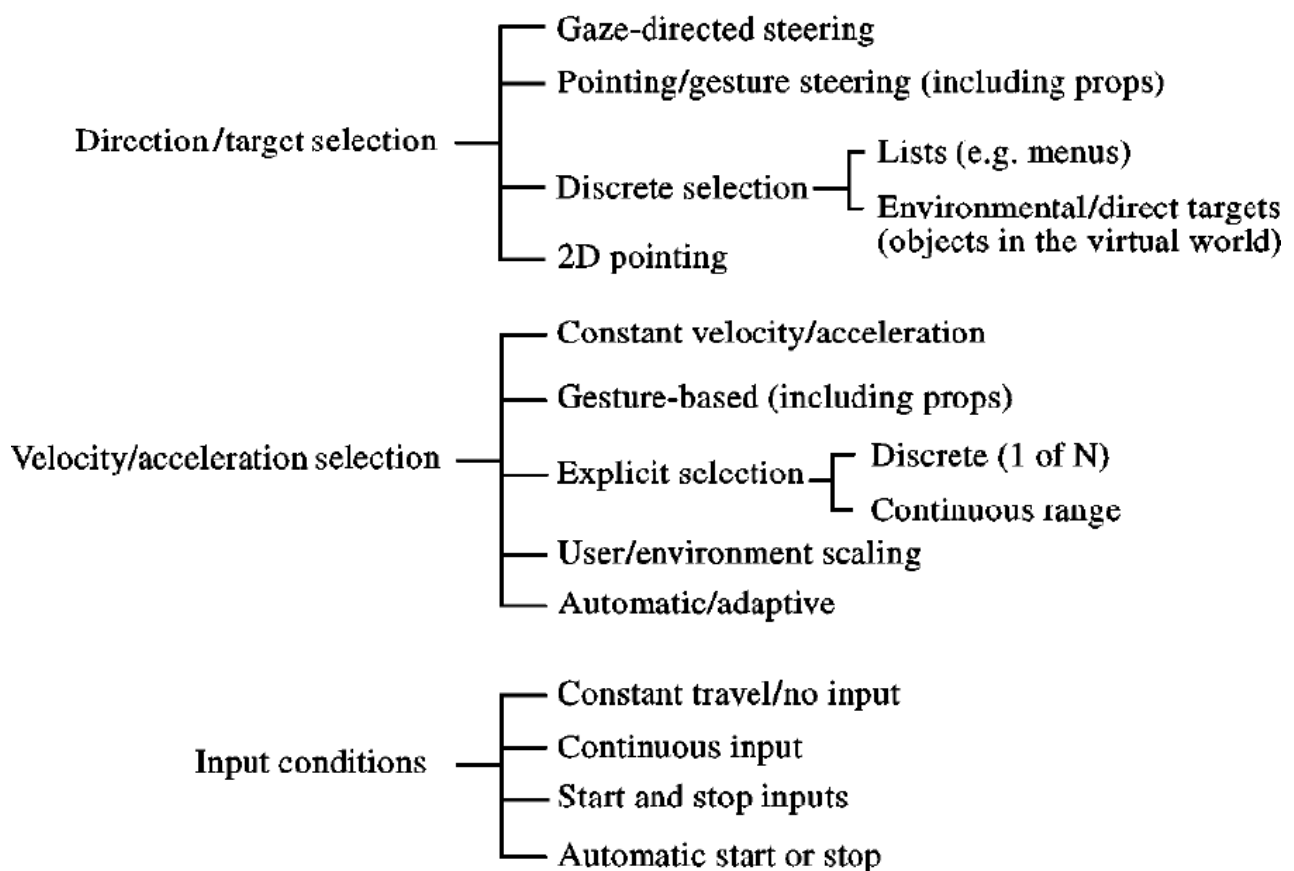 Gaze-directed steering
Pointing/gesture steering (including props)
Direction/target selection
Discrete selection
Lists (e.g. menus)
Environmental/direct targets
(objects in the virtual world)
2D pointing
Constant velocity/acceleration
Gesture-based (including props)
Velocity/acceleration selection
Explicit selection
Discrete (1 of N)
Continuous range
User/environment scaling
Automatic/adaptive
Constant travel/no input
Continuous input
Input conditions
Start and stop inputs
Automatic start or stop